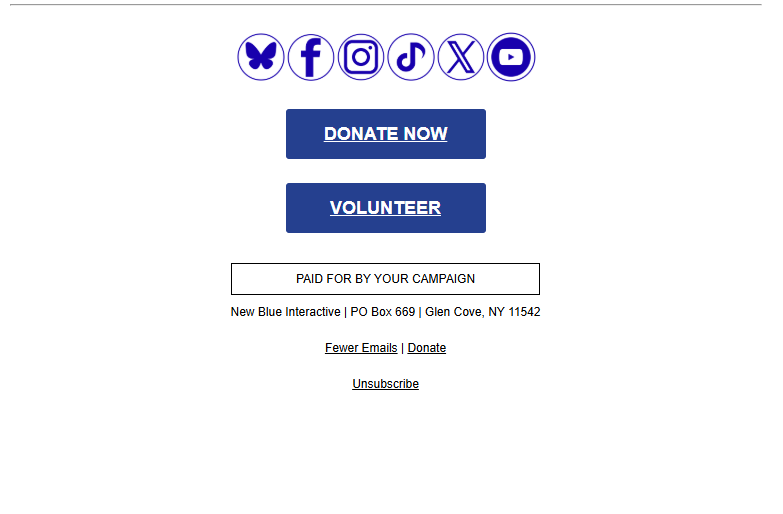 DONATE NOW
VOLUNTEER
PAID FOR BY YOUR CAMPAIGN
New Blue Interactive | PO Box 669 | Glen Cove, NY 11542
Fewer Emails | Donate
Unsubscribe